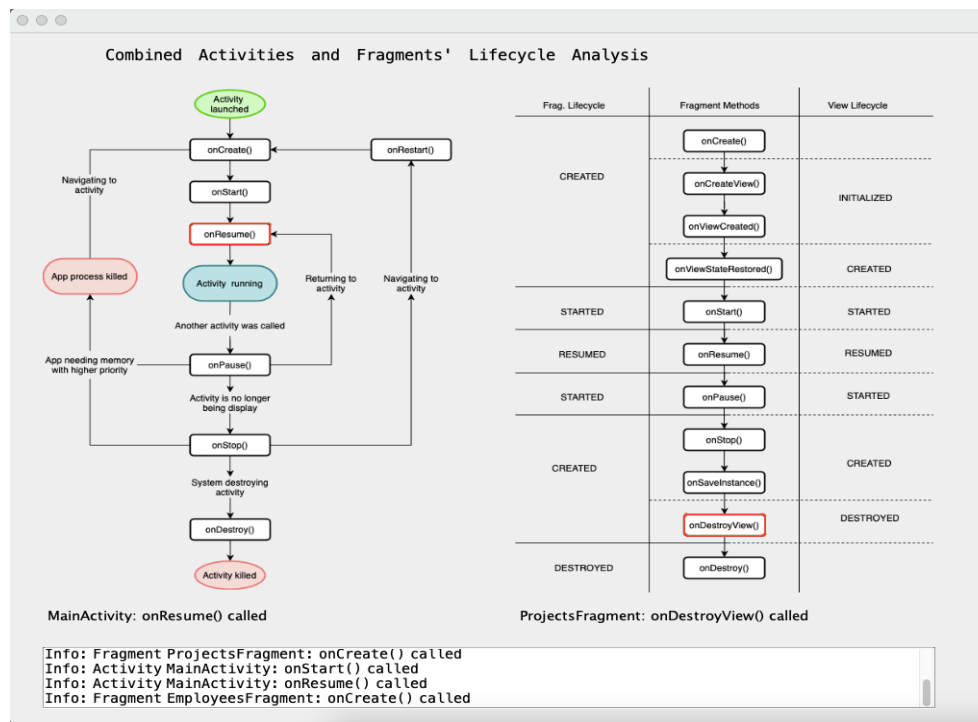 Combined Activities and Fragments' Lifecycle Analysis
Activity
launched
onCreate()
onRestart()
Navigating to
activity
onStart()
onResume()
App process killed
Activity running
Returning to
activity
Navigating to
activity
Another activity was called
App needing memory
with higher priority
onPause()
Activity is no longer
being display
onStop()
System destroying
activity
onDestroy()
Activity killed
MainActivity: onResume() called
Frag. Lifecycle
Fragment Methods
View Lifecycle
onCreate()
CREATED
onCreateView()
INITIALIZED
onViewCreated()
onViewStateRestored()
CREATED
STARTED
onStart()
STARTED
RESUMED
onResume()
RESUMED
STARTED
onPause()
STARTED
onStop()
CREATED
CREATED
onSaveInstance()
onDestroyView()
DESTROYED
DESTROYED
onDestroy()
ProjectsFragment: onDestroyView() called
Info: Fragment ProjectsFragment: onCreate() called
Info: Activity MainActivity: onStart() called
Info: Activity MainActivity: onResume() called
Info: Fragment EmployeesFragment: onCreate() called